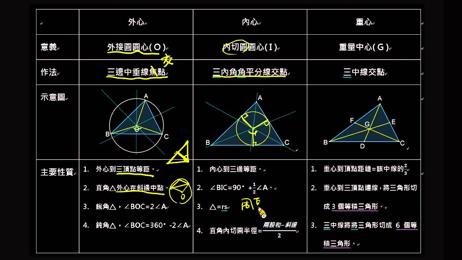 外心
內心
重心
意義
外接圓圓心(O)
內切圓圓心(I)
重量中心(G)
作法
三邊中垂線焦點
三內角角平分線交點
三中線交點
示意圖
A
B
C
O
A
B
C
A
B
C
D
E
F
G
主要性質
1. 外心到三頂點等距。
2. 直角△外心在斜邊中點
3. 銳角△,∠BOC=2∠A
4. 鈍角△,∠BOC=360°-2∠A
1. 內心到三邊等距。
2. ∠BIC=90°+½∠A。
3. △=rs。
4. 直角內切圓半徑=兩股和-斜邊/2
1. 重心到頂點距離=該中線的2/3。
2. 重心到三頂點連線,將三角形切
成3個等積三角形。
3. 三中線將將三角形切成 6 個等
積三角形。